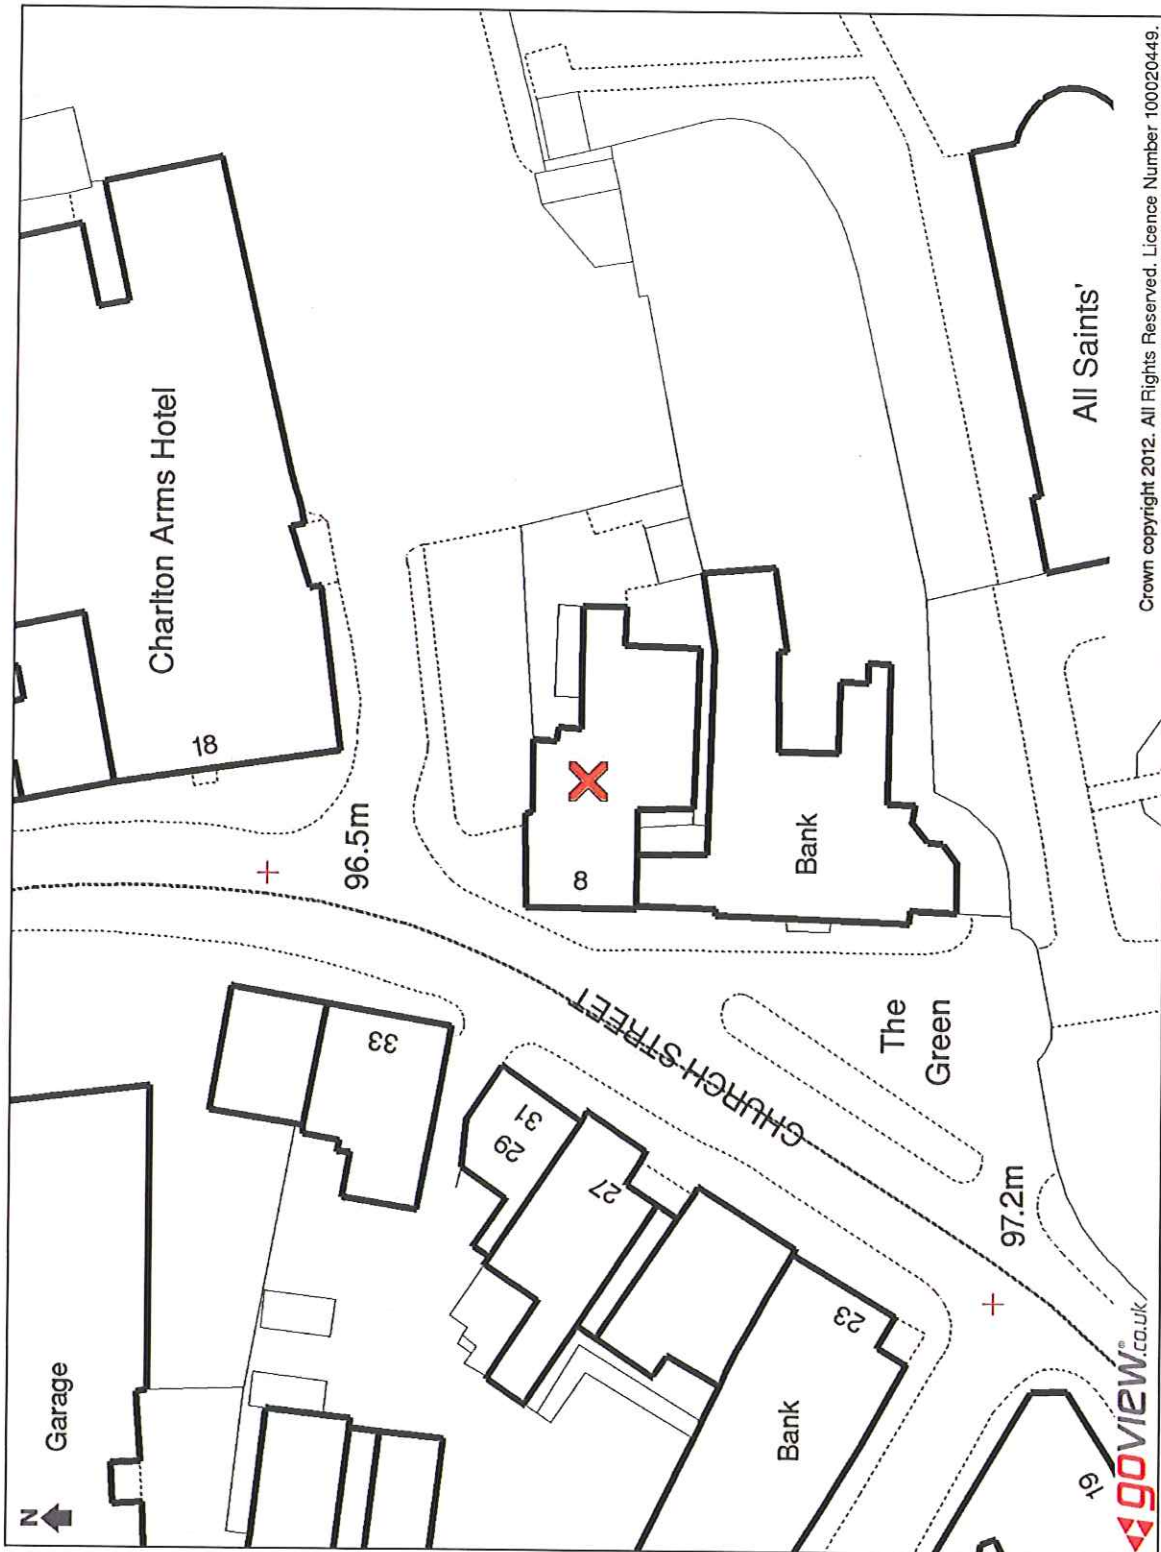 N
Garage
Charlton Arms Hotel
18
96.5m
33
29
31
27
CHURCH STREET
8
Bank
The
Green
All Saints'
97.2m
23
Bank
19
goview.co.uk
Crown copyright 2012. All Rights Reserved. Licence Number 100020449.